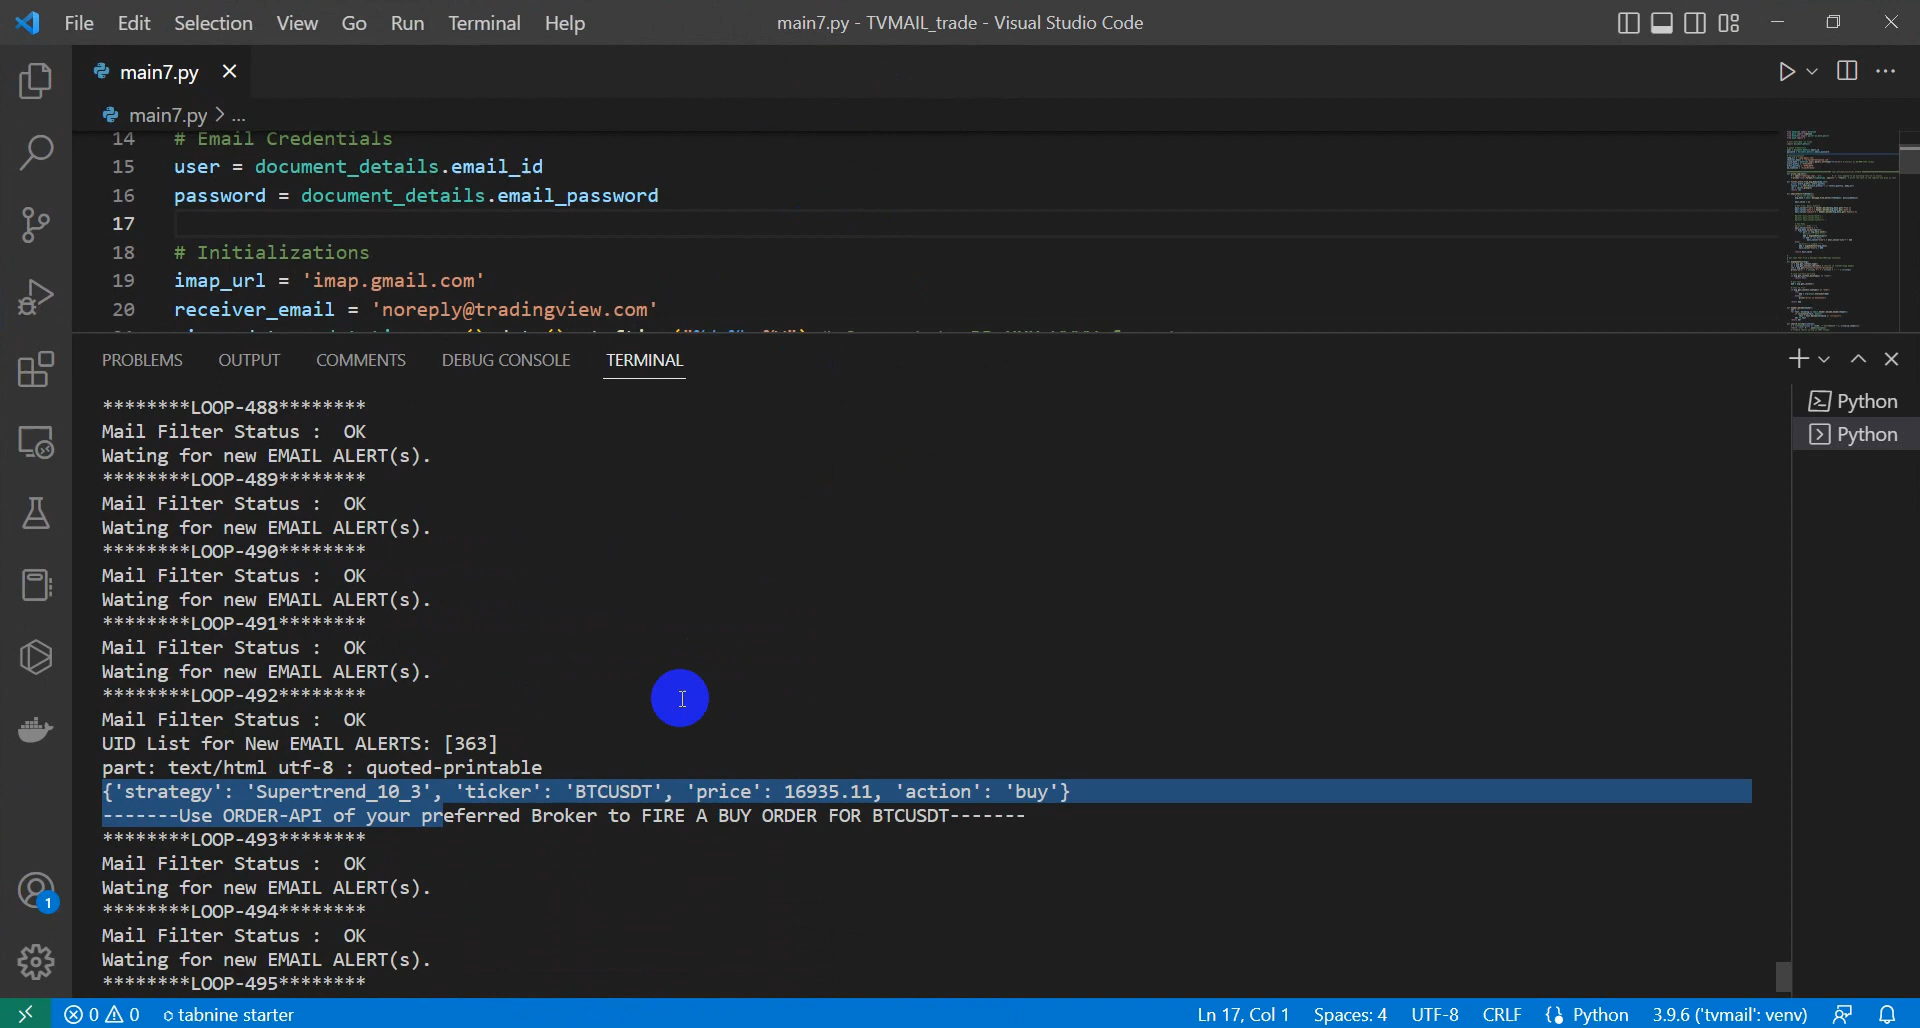 File Edit Selection View Go Run Terminal Help main7.py - TVMAIL_trade - Visual Studio Code
main7.py
main7.py > ...
14 # Email Credentials
15 user = document_details.email_id
16 password = document_details.email_password
17
18 # Initializations
19 imap_url = 'imap.gmail.com'
20 receiver_email = 'noreply@tradingview.com'
PROBLEMS OUTPUT COMMENTS DEBUG CONSOLE TERMINAL
********LOOP-488********
Mail Filter Status :  OK
Wating for new EMAIL ALERT(s).
********LOOP-489********
Mail Filter Status :  OK
Wating for new EMAIL ALERT(s).
********LOOP-490********
Mail Filter Status :  OK
Wating for new EMAIL ALERT(s).
********LOOP-491********
Mail Filter Status :  OK
Wating for new EMAIL ALERT(s).
********LOOP-492********
Mail Filter Status :  OK
UID List for New EMAIL ALERTS: [363]
part: text/html utf-8 : quoted-printable
{'strategy': 'Supertrend_10_3', 'ticker': 'BTCUSDT', 'price': 16935.11, 'action': 'buy'}
-------Use ORDER-API of your preferred Broker to FIRE A BUY ORDER FOR BTCUSDT-------
********LOOP-493********
Mail Filter Status :  OK
Wating for new EMAIL ALERT(s).
********LOOP-494********
Mail Filter Status :  OK
Wating for new EMAIL ALERT(s).
********LOOP-495********
Python
Python
1
0 0 tabnine starter Ln 17, Col 1 Spaces: 4 UTF-8 CRLF Python 3.9.6 ('tvmail': venv)